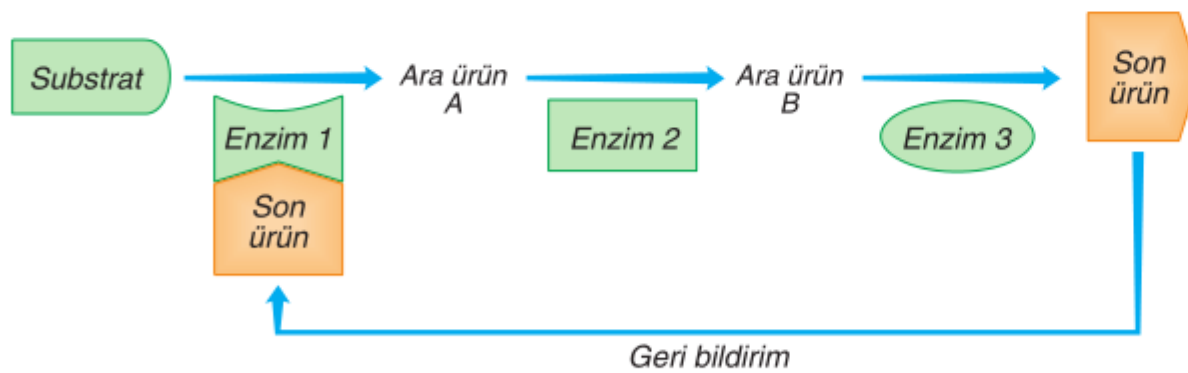 Substrat
Ara ürün
A
Ara ürün
B
Son
ürün
Enzim 1
Enzim 2
Enzim 3
Son
ürün
Geri bildirim